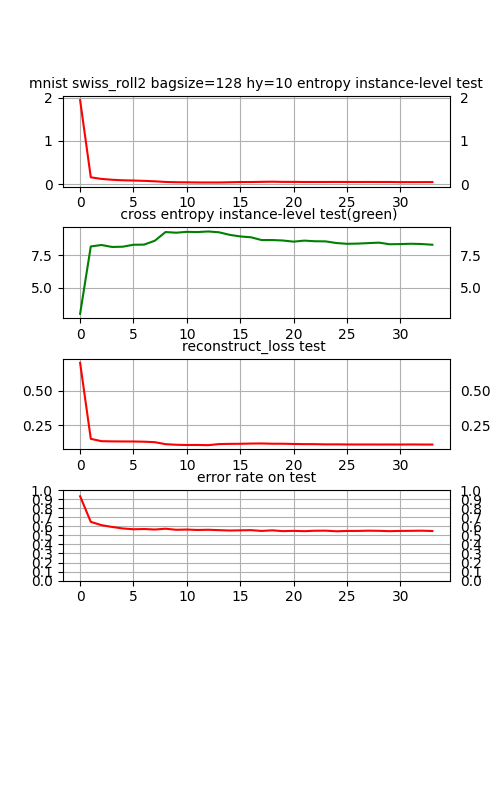 mnist swiss_roll2 bagsize=128 hy=10 entropy instance-level test
2 2
1 1
0 0
0 5 10 15 20 25 30
cross entropy instance-level test(green)
7.5 7.5
5.0 5.0
0 5 10 15 20 25 30
reconstruct_loss test
0.50 0.50
0.25 0.25
0 5 10 15 20 25 30
error rate on test
1.0 1.0
0.9 0.9
0.8 0.8
0.7 0.7
0.6 0.6
0.5 0.5
0.4 0.4
0.3 0.3
0.2 0.2
0.1 0.1
0.0 0.0
0 5 10 15 20 25 30